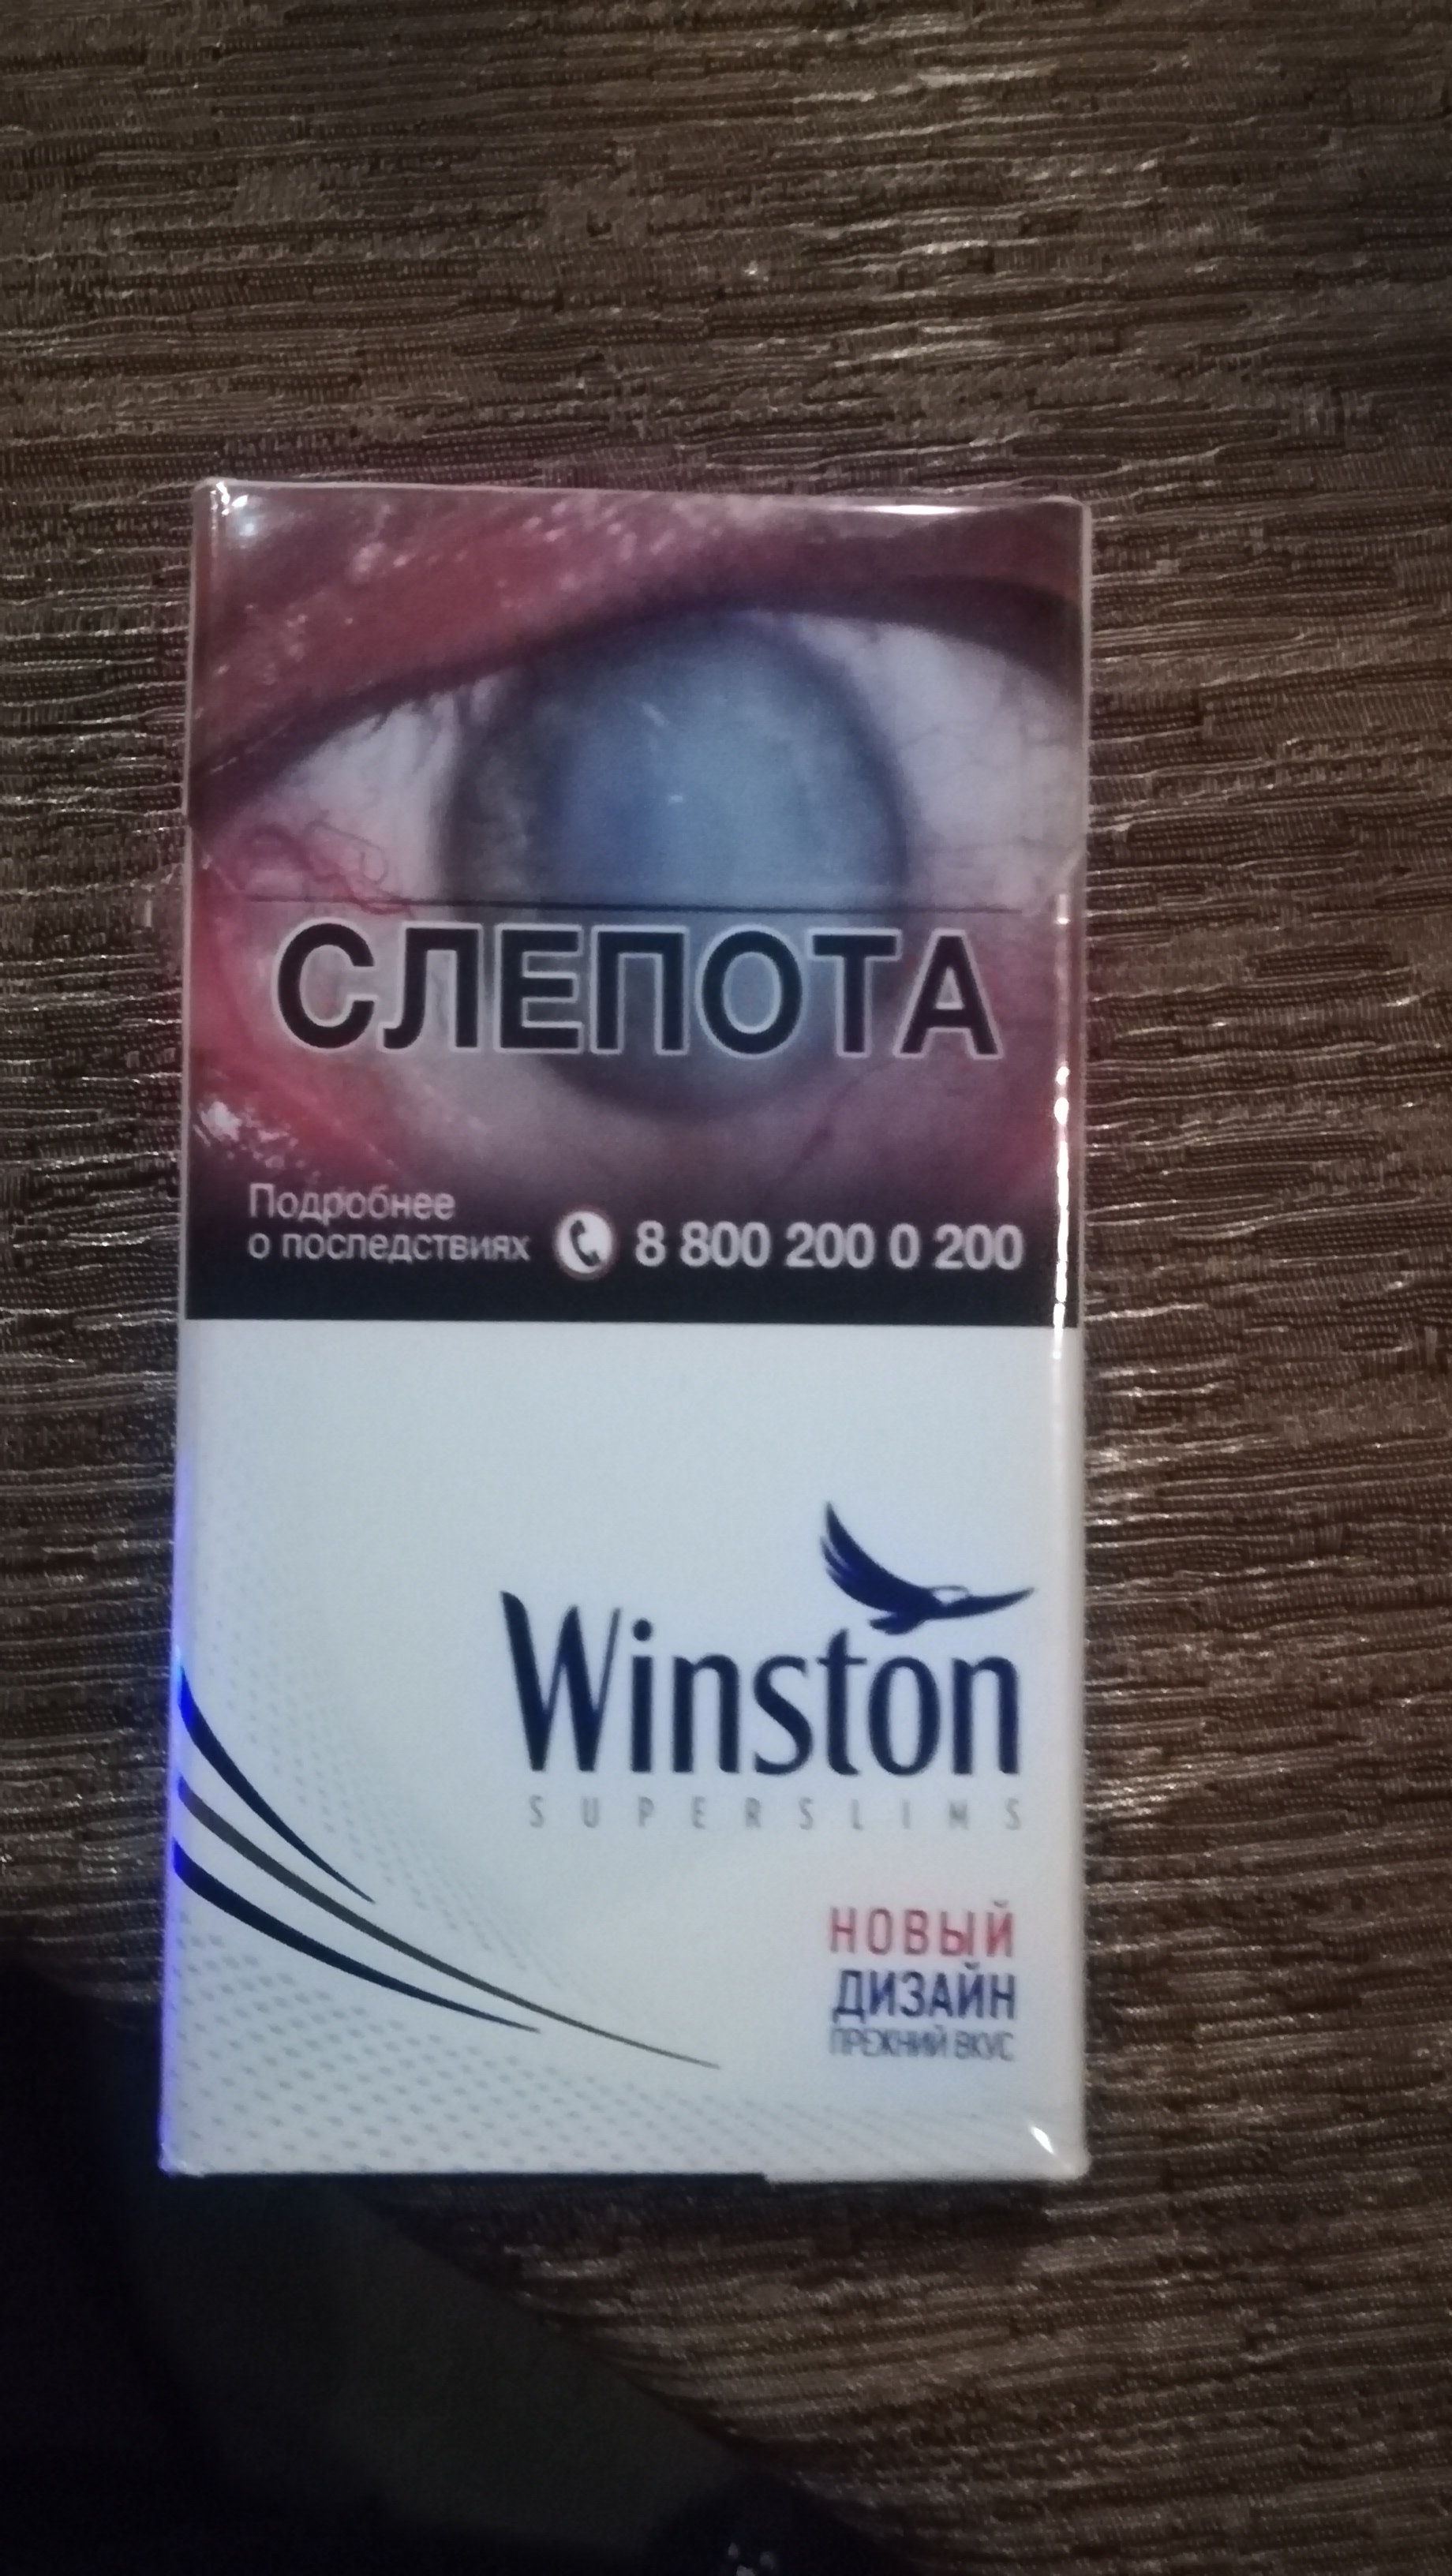 СЛЕПОТА
Подробнее
о последствиях 8 800 200 0 200
Winston
SUPERSLIMS
НОВЫЙ
ДИЗАЙН
ПРЕЖНИЙ ВКУС